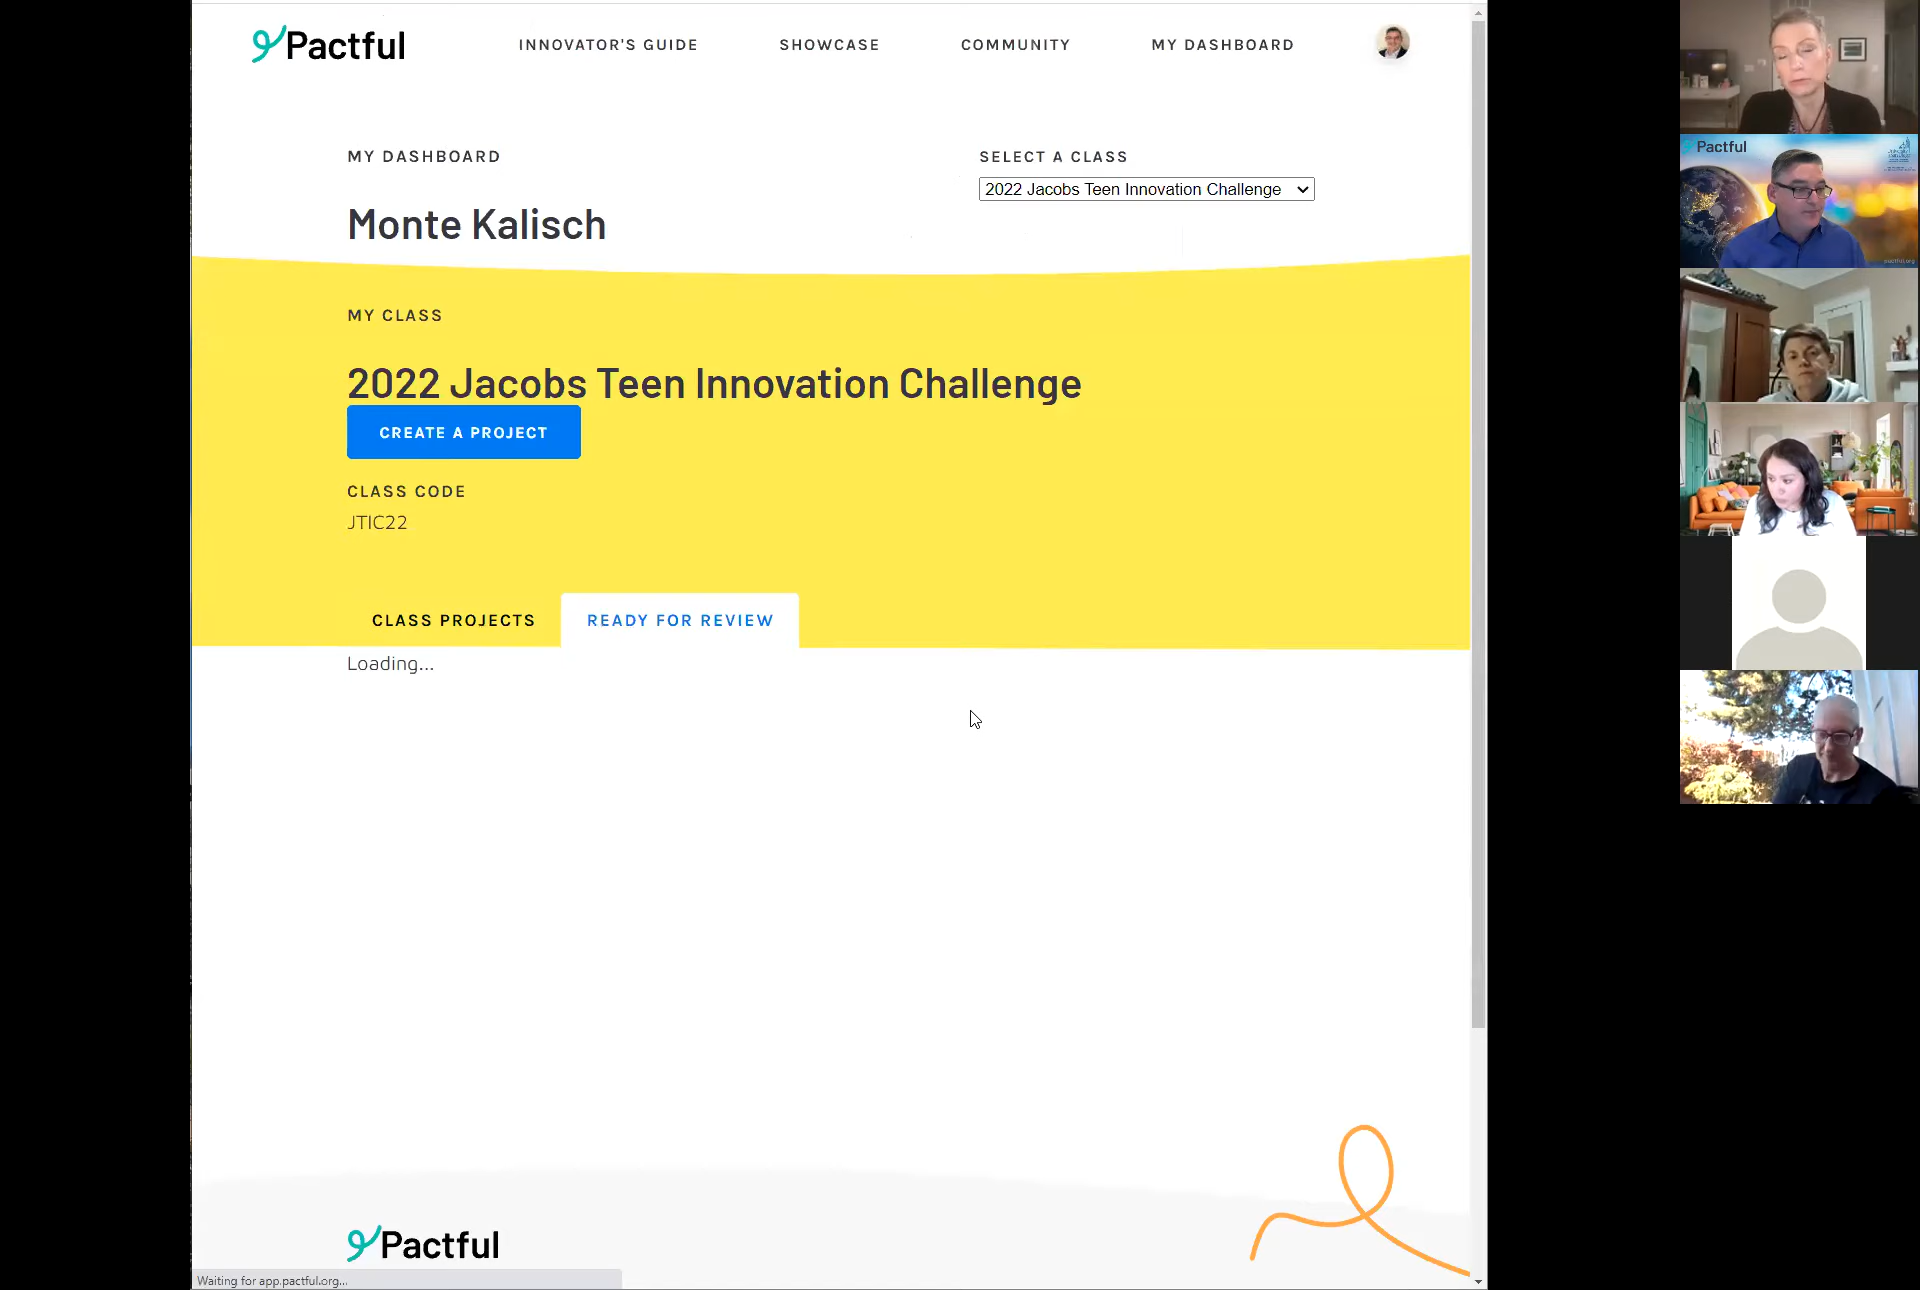 Pactful
INNOVATOR'S GUIDE
SHOWCASE
COMMUNITY
MY DASHBOARD
MY DASHBOARD
Monte Kalisch
SELECT A CLASS
2022 Jacobs Teen Innovation Challenge
MY CLASS
2022 Jacobs Teen Innovation Challenge
CREATE A PROJECT
CLASS CODE
JTIC22
CLASS PROJECTS
READY FOR REVIEW
Loading...
Pactful
Waiting for app.pactful.org...
Pactful
pactful.org